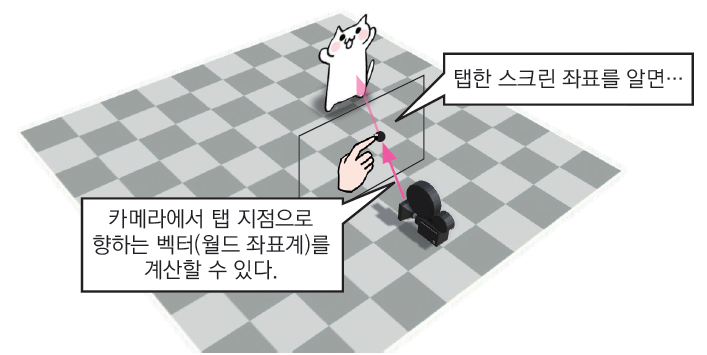 탭한 스크린 좌표를 알면…
카메라에서 탭 지점으로
향하는 벡터(월드 좌표계)를
계산할 수 있다.